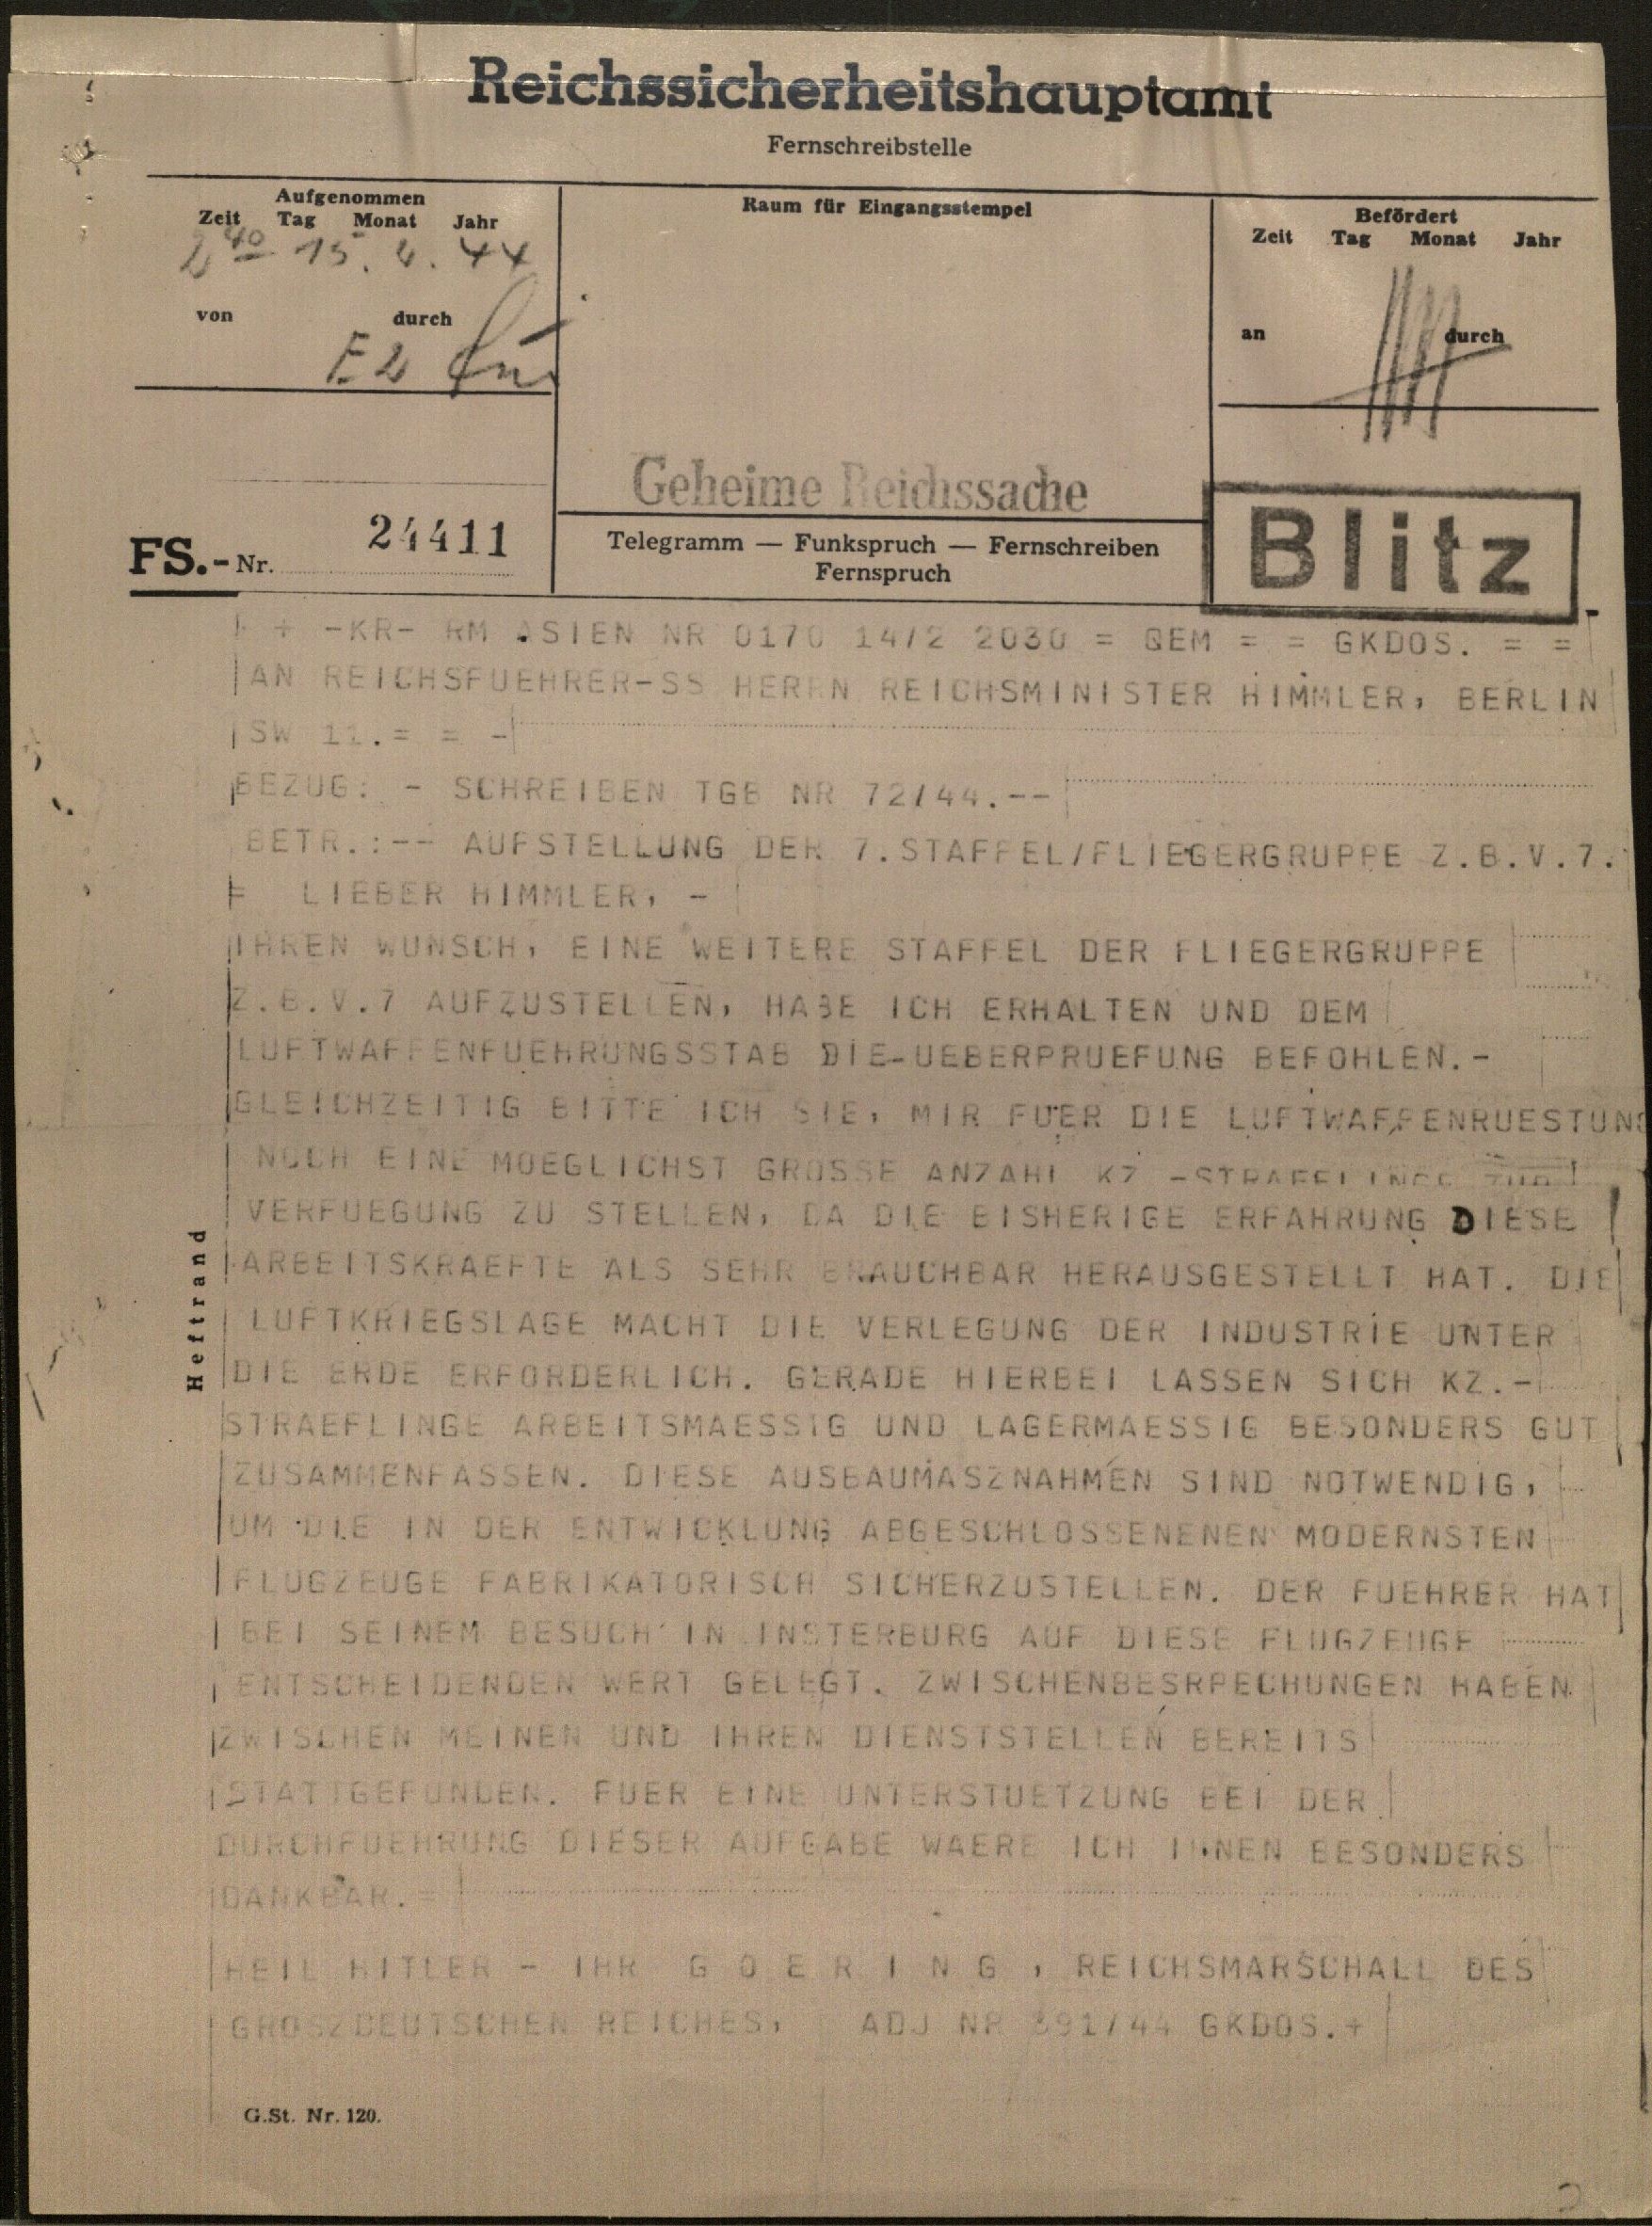 Reichssicherheitshauptamt
Fernschreibstelle
Aufgenommen
Zeit Tag Monat Jahr
2 40 15. 2. 44
von durch
Raum für Eingangsstempel
Befördert
Zeit Tag Monat Jahr
an durch
Geheime Reichssache
FS.-Nr. 24411
Telegramm — Funkspruch — Fernschreiben
Fernspruch
Blitz
+ -KR- RM ASIEN NR 0170 14/2 2030 = QEM = = GKDOS. = =
AN REICHSFUEHRER-SS HERRN REICHSMINISTER HIMMLER, BERLIN
SW 11.= = -
BEZUG: - SCHREIBEN TGB NR 72/44.--
BETR.:-- AUFSTELLUNG DER 7.STAFFEL/FLIEGERGRUPPE Z.B.V.7.
= LIEBER HIMMLER, -
IHREN WUNSCH, EINE WEITERE STAFFEL DER FLIEGERGRUPPE
Z.B.V.7 AUFZUSTELLEN, HABE ICH ERHALTEN UND DEM
LUFTWAFFENFUEHRUNGSSTAB DIE-UEBERPRUEFUNG BEFOHLEN.-
GLEICHZEITIG BITTE ICH SIE, MIR FUER DIE LUFTWAFFENRUESTUNG
NOCH EINE MOEGLICHST GROSSE ANZAHL KZ -STRAEFLINGE ZUR
VERFUEGUNG ZU STELLEN, DA DIE BISHERIGE ERFAHRUNG DIESE
ARBEITSKRAEFTE ALS SEHR BRAUCHBAR HERAUSGESTELLT HAT. DIE
LUFTKRIEGSLAGE MACHT DIE VERLEGUNG DER INDUSTRIE UNTER
DIE ERDE ERFORDERLICH. GERADE HIERBEI LASSEN SICH KZ.-
STRAEFLINGE ARBEITSMAESSIG UND LAGERMAESSIG BESONDERS GUT
ZUSAMMENFASSEN. DIESE AUSBAUMASZNAHMEN SIND NOTWENDIG,
UM DIE IN DER ENTWICKLUNG ABGESCHLOSSENENEN MODERNSTEN
FLUGZEUGE FABRIKATORISCH SICHERZUSTELLEN. DER FUEHRER HAT
BEI SEINEM BESUCH IN INSTERBURG AUF DIESE FLUGZEUGE
ENTSCHEIDENDEN WERT GELEGT. ZWISCHENBESRPECHUNGEN HABEN
ZWISCHEN MEINEN UND IHREN DIENSTSTELLEN BEREITS
STATTGEFUNDEN. FUER EINE UNTERSTUETZUNG BEI DER
DURCHFUEHRUNG DIESER AUFGABE WAERE ICH IHNEN BESONDERS
DANKBAR.=
HEIL HITLER - IHR G O E R I N G , REICHSMARSCHALL DES
GROSZDEUTSCHEN REICHES, ADJ NR 391/44 GKDOS.+
Heftrand
G.St. Nr. 120.